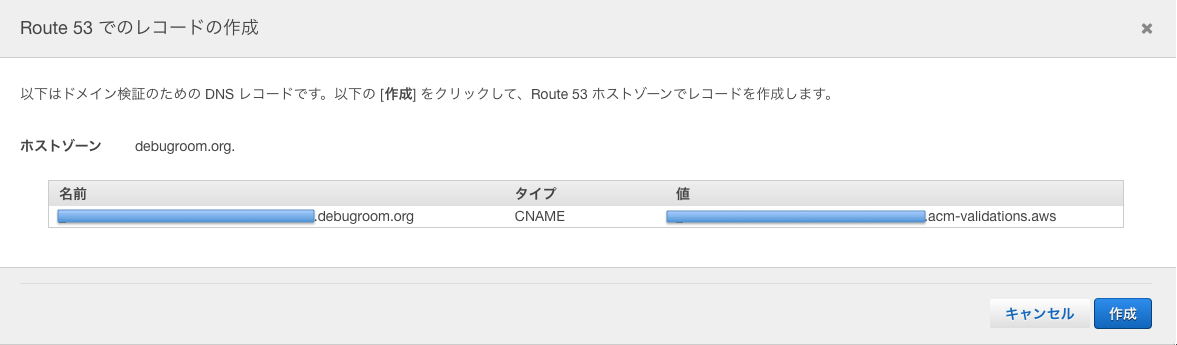 Route 53 でのレコードの作成
以下はドメイン検証のための DNS レコードです。以下の [作成] をクリックして、Route 53 ホストゾーンでレコードを作成します。
ホストゾーン debugroom.org.
名前 タイプ 値
.debugroom.org CNAME .acm-validations.aws
キャンセル 作成